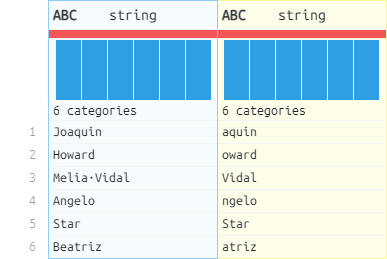 ABC string ABC string
6 categories 6 categories
1 Joaquin aquin
2 Howard oward
3 Melia·Vidal Vidal
4 Angelo ngelo
5 Star Star
6 Beatriz atriz